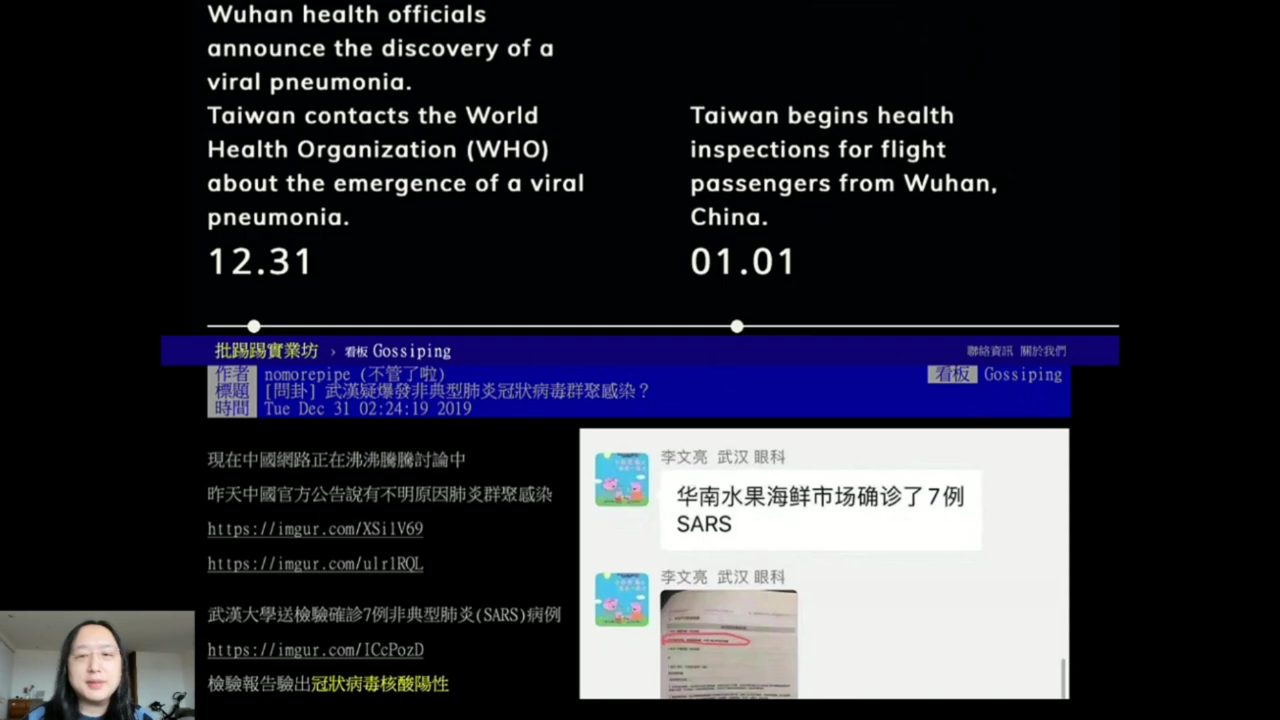 Wuhan health officials
announce the discovery of a
viral pneumonia.
Taiwan contacts the World
Health Organization (WHO)
about the emergence of a viral
pneumonia.
12.31
Taiwan begins health
inspections for flight
passengers from Wuhan,
China.
01.01
批踢踢實業坊 › 看板 Gossiping
聯絡資訊 關於我們
作者 nomorepipe (不管了啦)
看板 Gossiping
標題 [問卦] 武漢疑爆發非典型肺炎冠狀病毒群聚感染？
時間 Tue Dec 31 02:24:19 2019
現在中國網路正在沸沸騰騰討論中
昨天中國官方公告說有不明原因肺炎群聚感染
https://imgur.com/XSi1V69
https://imgur.com/u1r1RQL
武漢大學送檢驗確診7例非典型肺炎(SARS)病例
https://imgur.com/ICcPozD
檢驗報告驗出冠狀病毒核酸陽性
李文亮 武汉 眼科
华南水果海鲜市场确诊了7例
SARS
李文亮 武汉 眼科